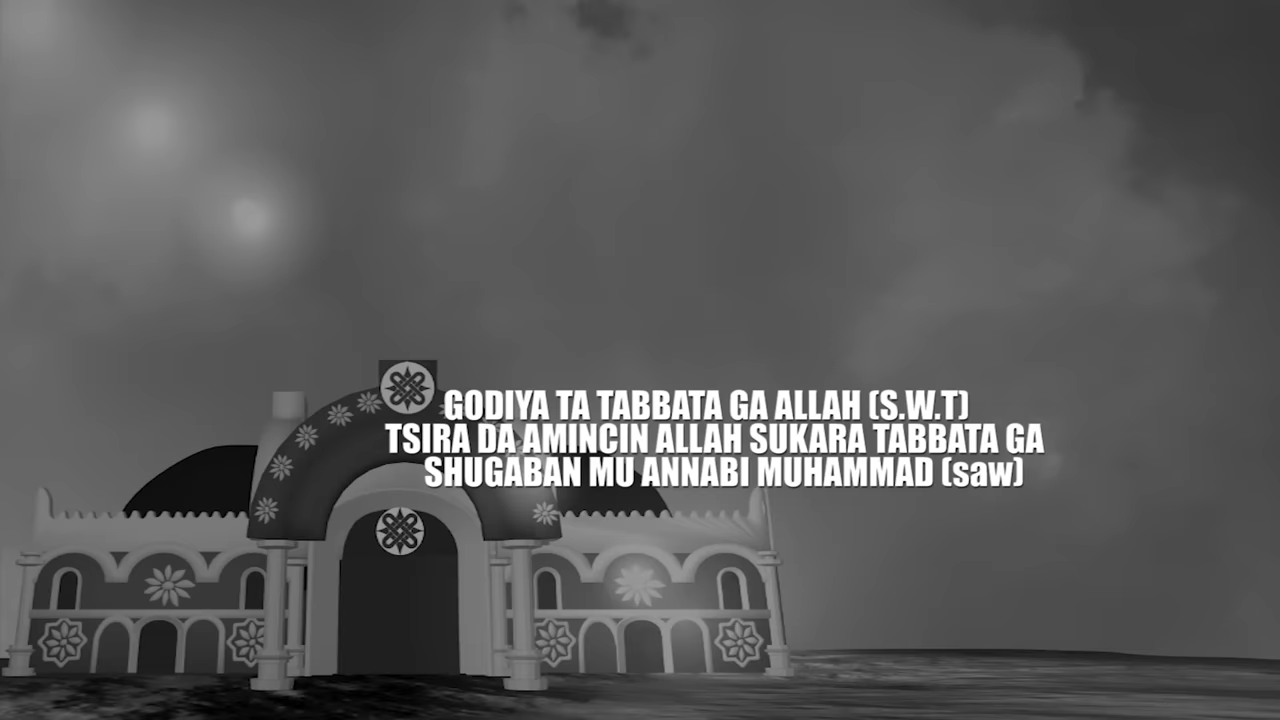 GODIYA TA TABBATA GA ALLAH (S.W.T)
TSIRA DA AMINCIN ALLAH SUKARA TABBATA GA
SHUGABAN MU ANNABI MUHAMMAD (saw)